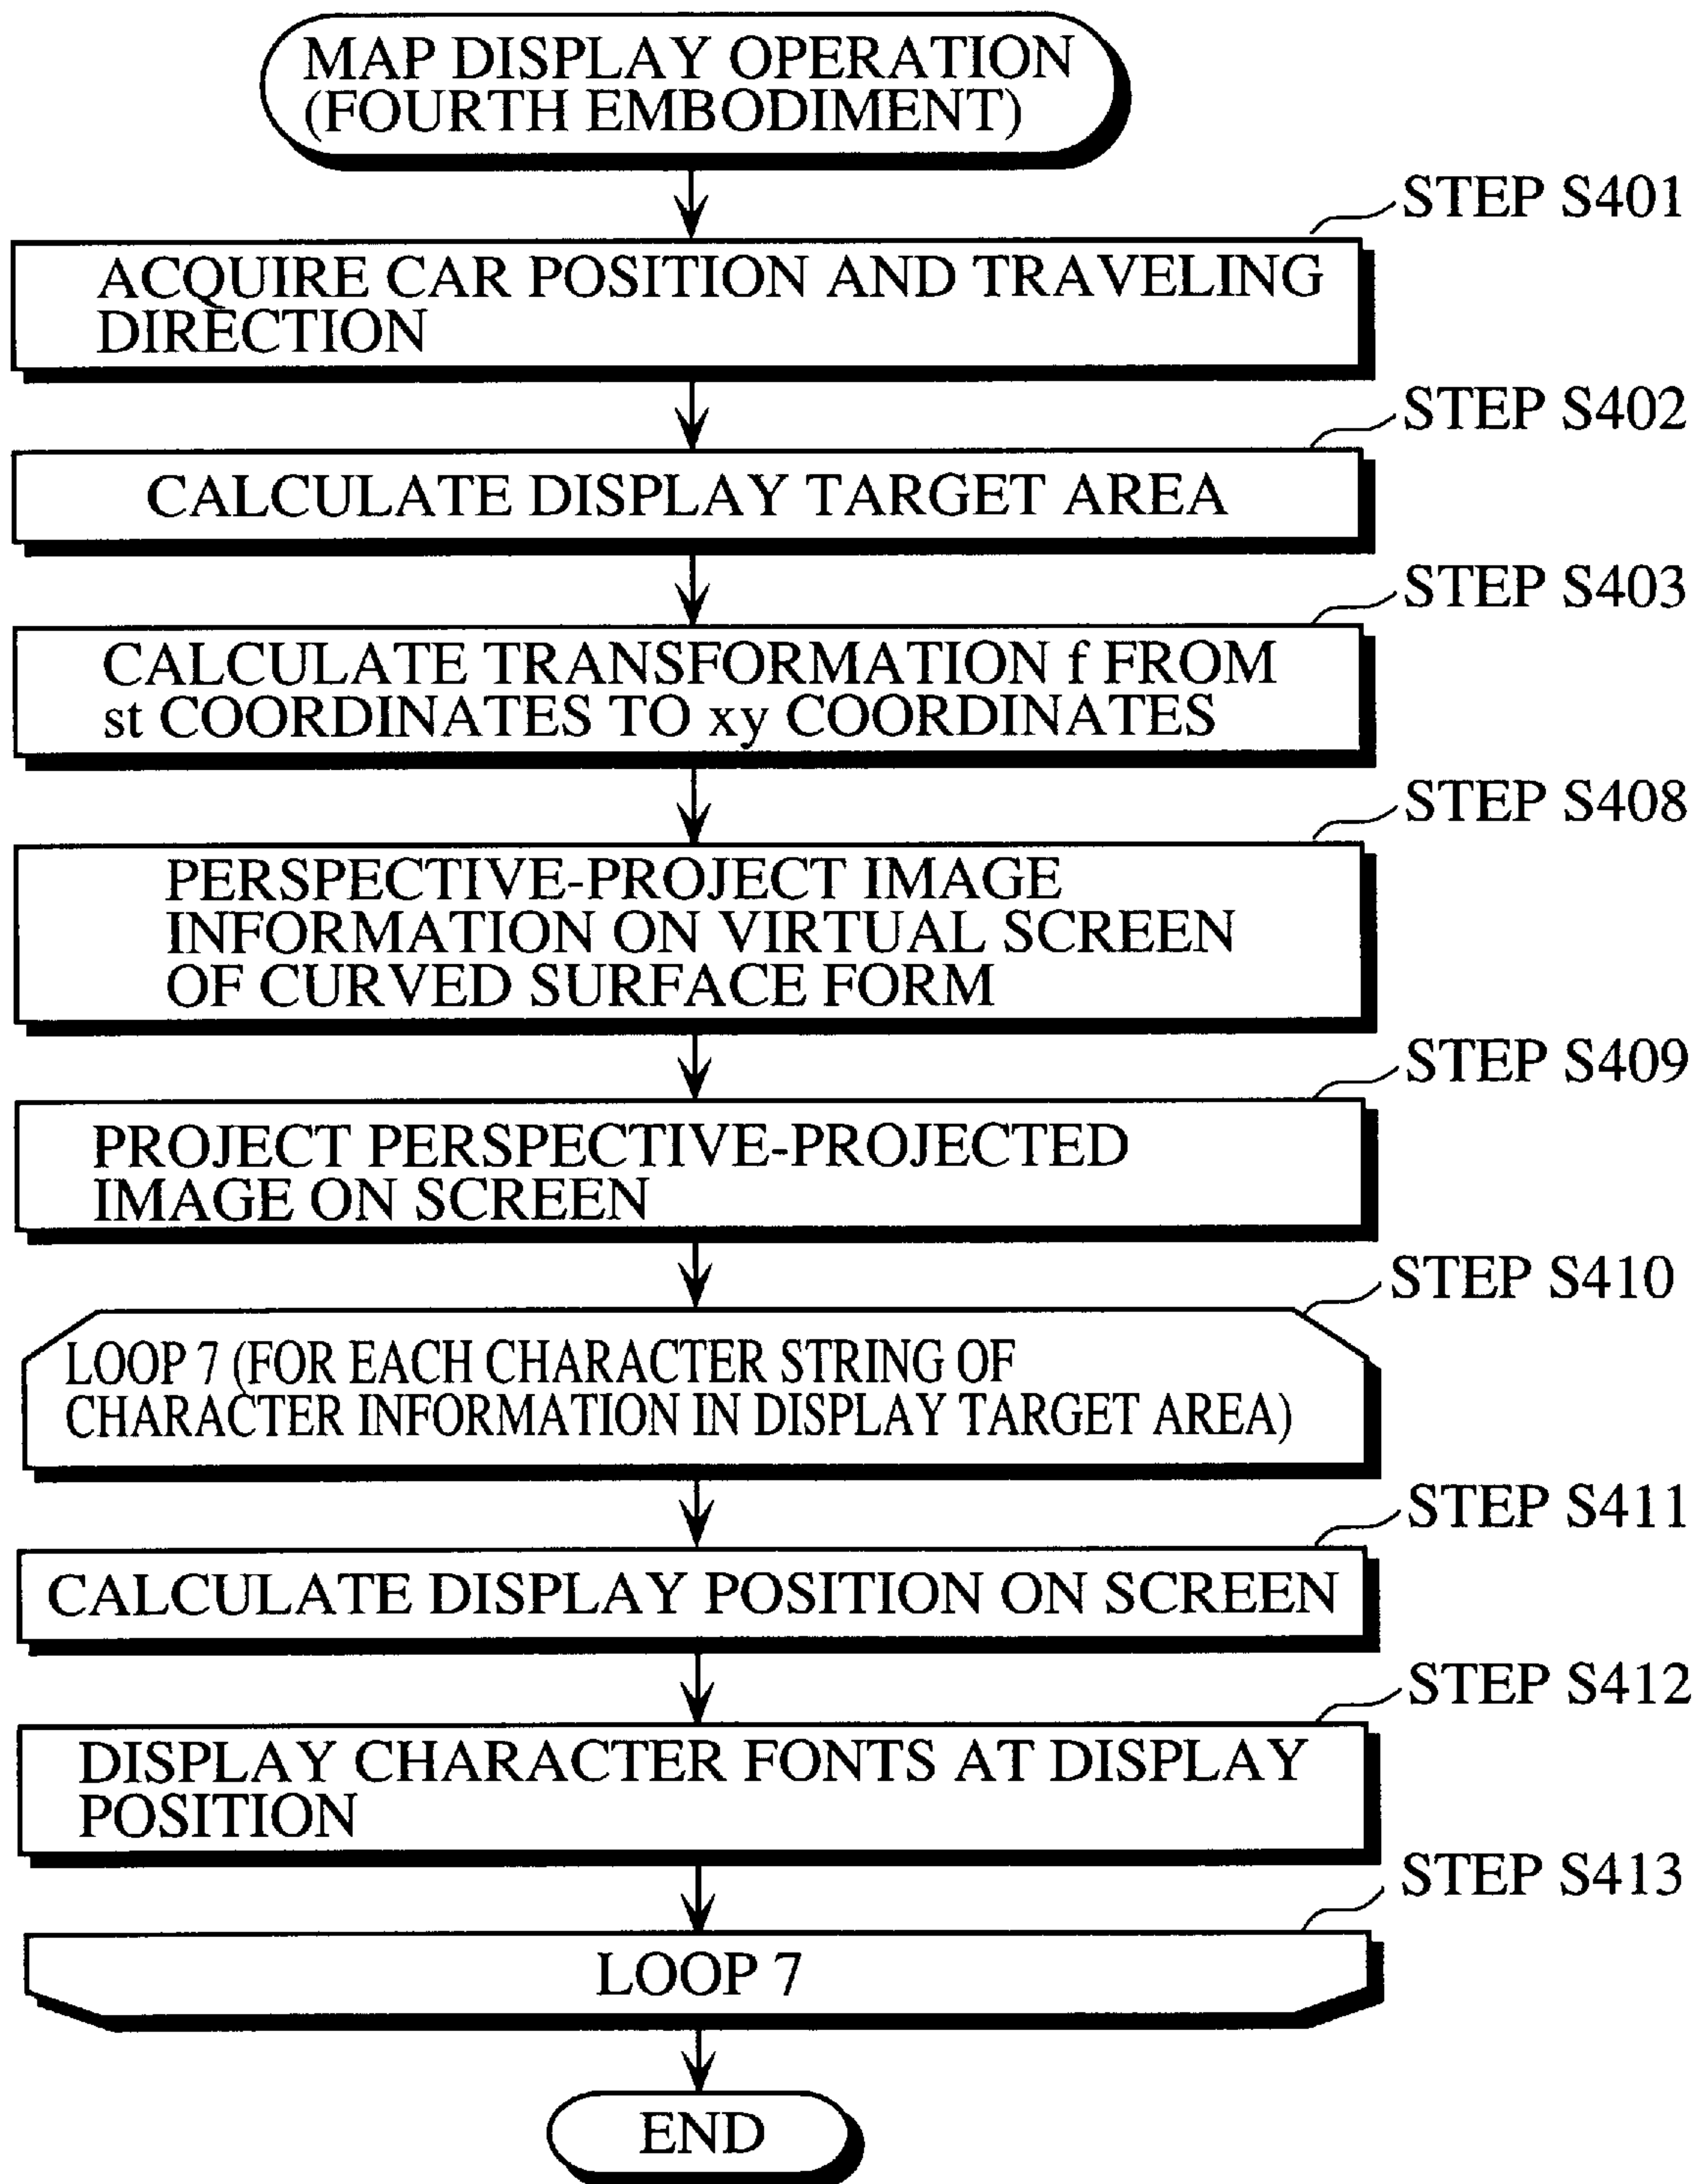 MAP DISPLAY OPERATION
(FOURTH EMBODIMENT)
STEP S401
ACQUIRE CAR POSITION AND TRAVELING
DIRECTION
STEP S402
CALCULATE DISPLAY TARGET AREA
STEP S403
CALCULATE TRANSFORMATION f FROM
st COORDINATES TO xy COORDINATES
STEP S408
PERSPECTIVE-PROJECT IMAGE
INFORMATION ON VIRTUAL SCREEN
OF CURVED SURFACE FORM
STEP S409
PROJECT PERSPECTIVE-PROJECTED
IMAGE ON SCREEN
STEP S410
LOOP 7 (FOR EACH CHARACTER STRING OF
CHARACTER INFORMATION IN DISPLAY TARGET AREA)
STEP S411
CALCULATE DISPLAY POSITION ON SCREEN
STEP S412
DISPLAY CHARACTER FONTS AT DISPLAY
POSITION
STEP S413
LOOP 7
END